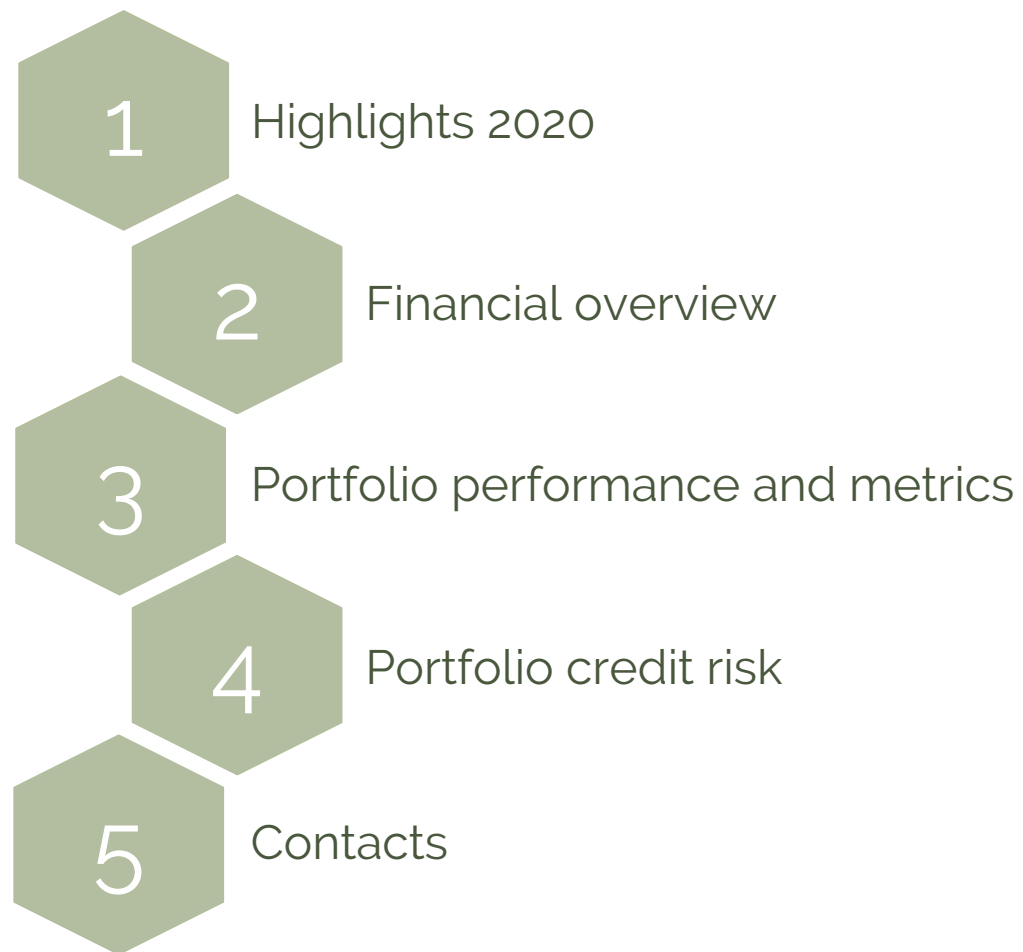 1
Highlights 2020
2
Financial overview
3
Portfolio performance and metrics
4
Portfolio credit risk
5
Contacts